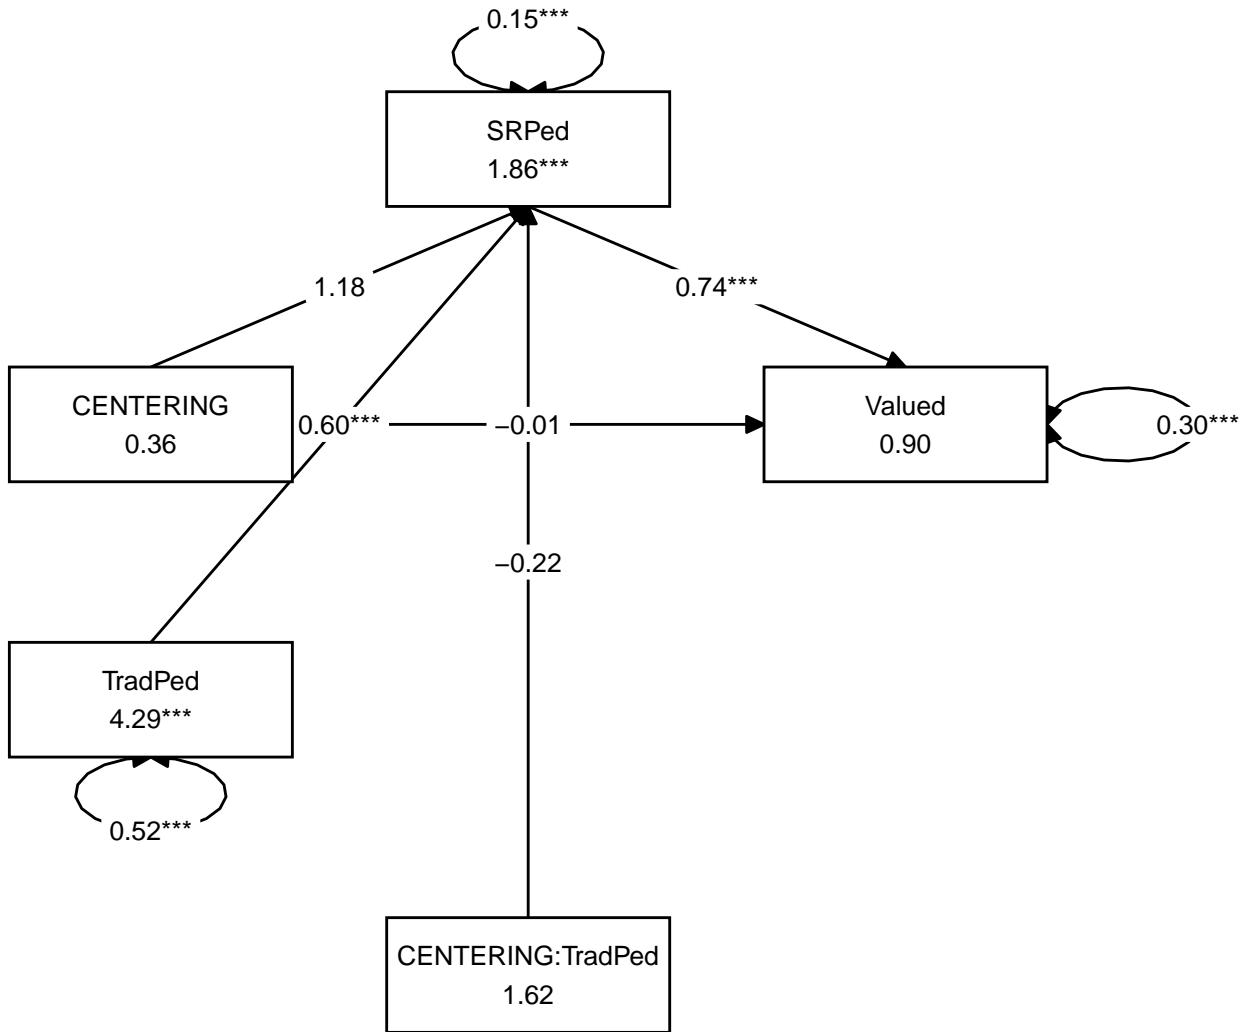 0.15***
SRPed
1.86***
1.18
0.74***
CENTERING
0.36
0.60***
−0.01
Valued
0.90
0.30***
−0.22
TradPed
4.29***
0.52***
CENTERING:TradPed
1.62